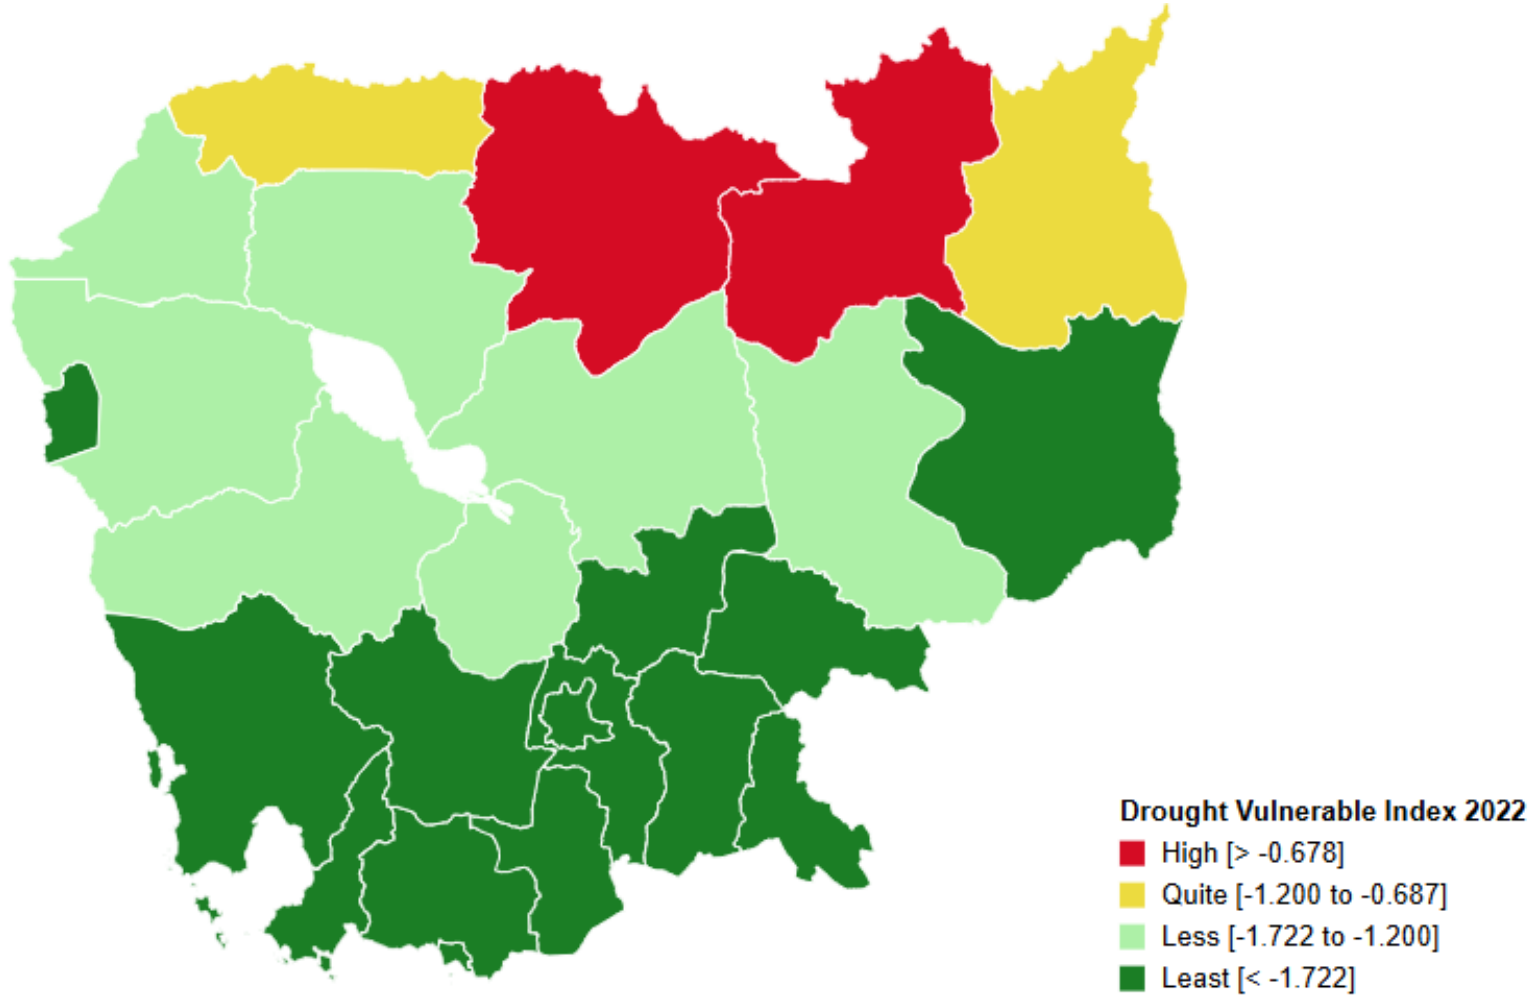 Drought Vulnerable Index 2022
High [> -0.678]
Quite [-1.200 to -0.687]
Less [-1.722 to -1.200]
Least [< -1.722]